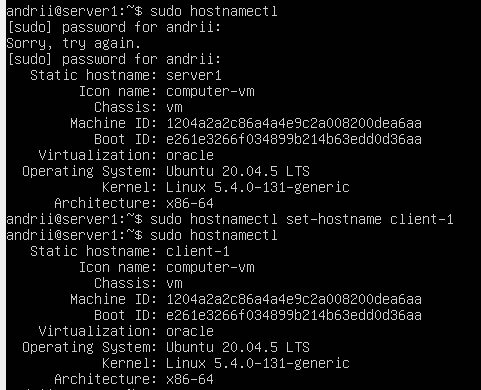 andrii@server1:~$ sudo hostnamectl
[sudo] password for andrii:
Sorry, try again.
[sudo] password for andrii:
Static hostname: server1
Icon name: computer-vm
Chassis: vm
Machine ID: 1204a2a2c86a4a4e9c2a008200dea6aa
Boot ID: e261e3266f034899b214b63edd0d36aa
Virtualization: oracle
Operating System: Ubuntu 20.04.5 LTS
Kernel: Linux 5.4.0-131-generic
Architecture: x86-64
andrii@server1:~$ sudo hostnamectl set-hostname client-1
andrii@server1:~$ sudo hostnamectl
Static hostname: client-1
Icon name: computer-vm
Chassis: vm
Machine ID: 1204a2a2c86a4a4e9c2a008200dea6aa
Boot ID: e261e3266f034899b214b63edd0d36aa
Virtualization: oracle
Operating System: Ubuntu 20.04.5 LTS
Kernel: Linux 5.4.0-131-generic
Architecture: x86-64